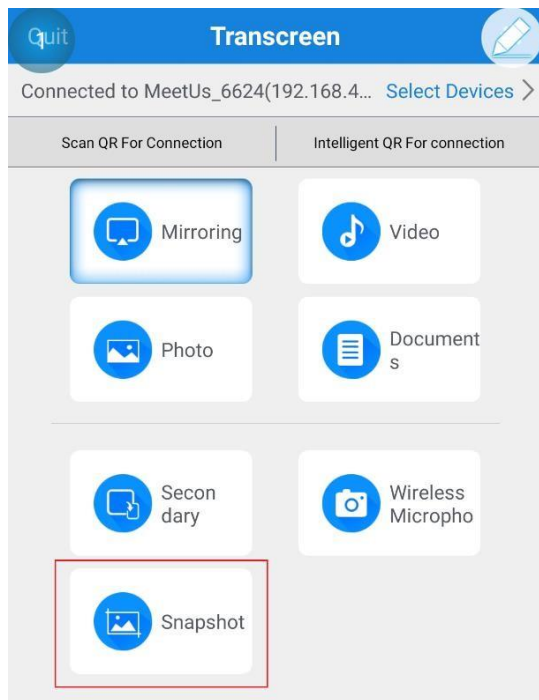 Quit
1
Transcreen
Connected to MeetUs_6624(192.168.4... Select Devices >
Scan QR For Connection
Intelligent QR For connection
Mirroring
Video
Photo
Document
s
Secon
dary
Wireless
Micropho
Snapshot